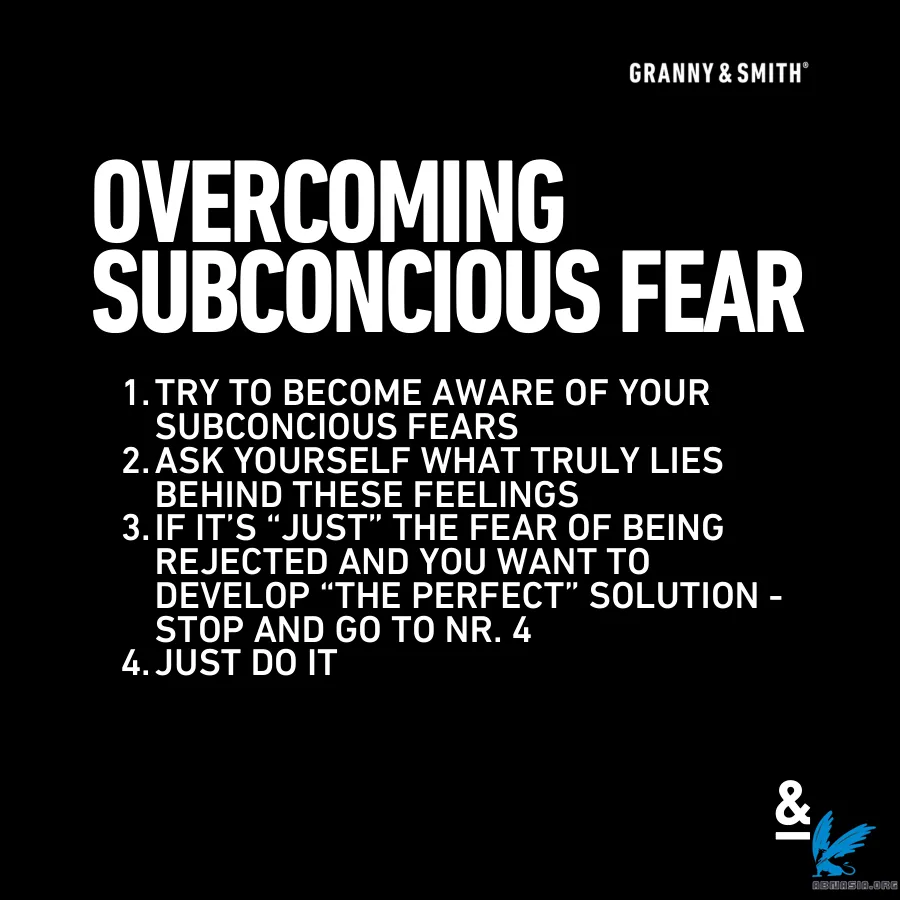 GRANNY & SMITH®
OVERCOMING
SUBCONCIOUS FEAR
1. TRY TO BECOME AWARE OF YOUR
SUBCONCIOUS FEARS
2. ASK YOURSELF WHAT TRULY LIES
BEHIND THESE FEELINGS
3. IF IT’S “JUST” THE FEAR OF BEING
REJECTED AND YOU WANT TO
DEVELOP “THE PERFECT” SOLUTION -
STOP AND GO TO NR. 4
4. JUST DO IT
&
ABMASIA.ORG